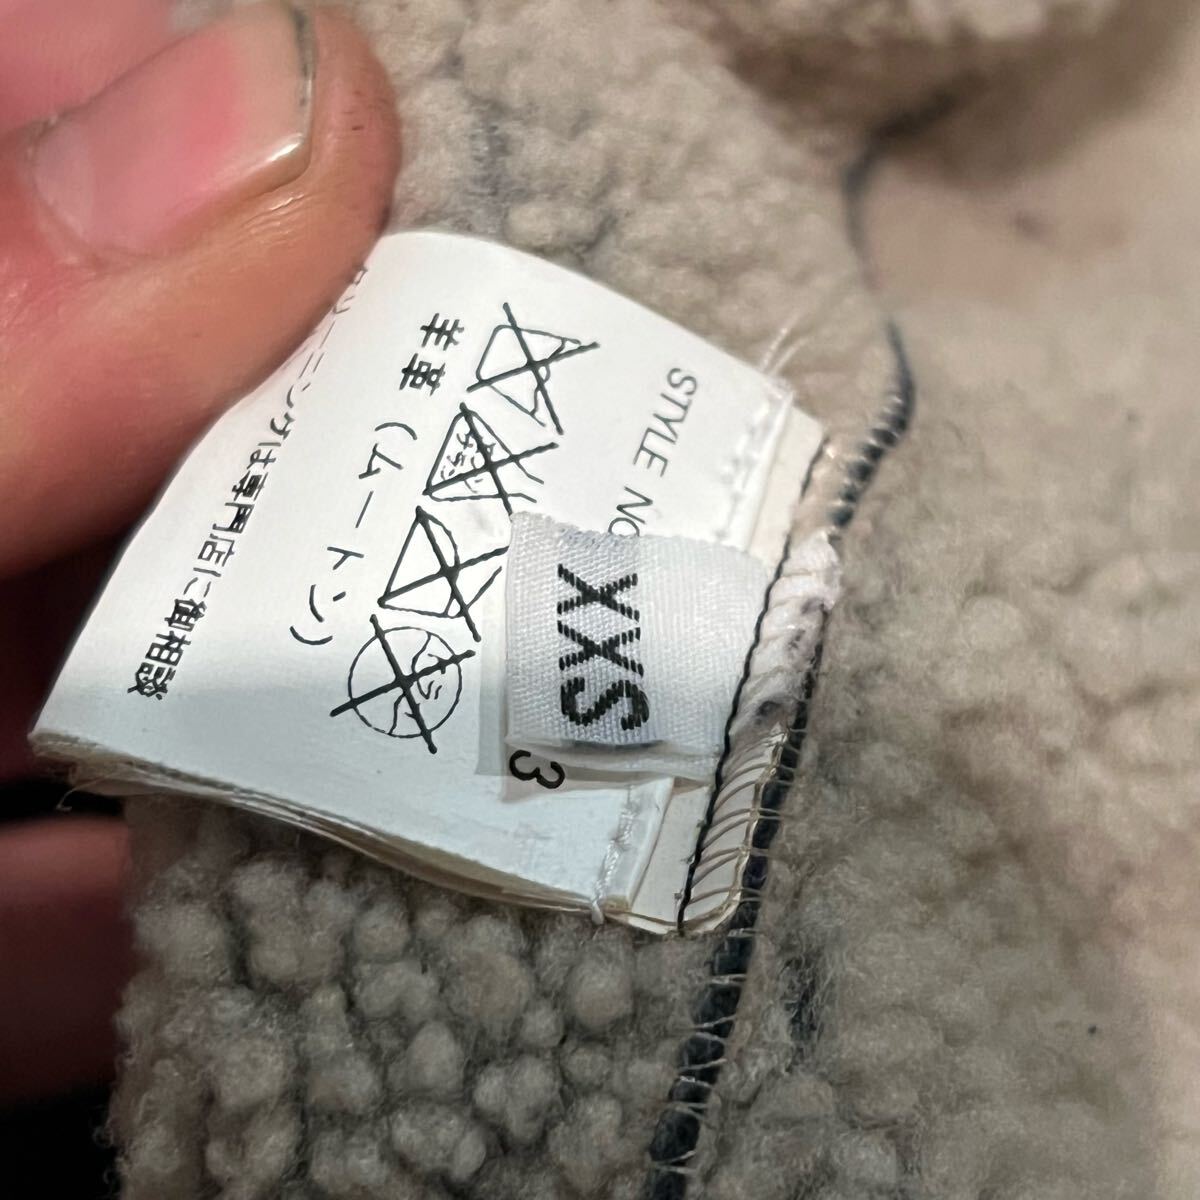 STYLE NO
XXS
3
羊革 (ムートン)
クリーニングは専門店に御相談